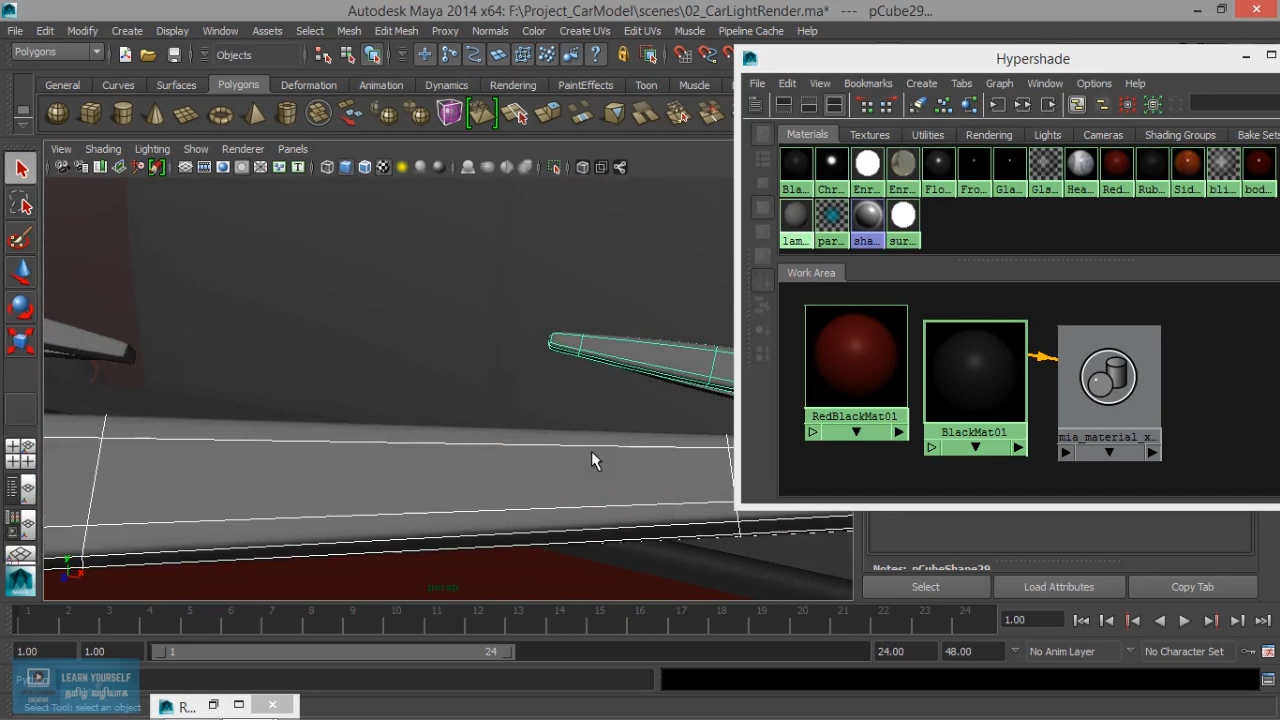 Autodesk Maya 2014 x64: F:\Project_CarModel\scenes\02_CarLightRender.ma* --- pCube29...
File Edit Modify Create Display Window Assets Select Mesh Edit Mesh Proxy Normals Color Create UVs Edit UVs Muscle Pipeline Cache Help
Polygons Objects
General Curves Surfaces Polygons Deformation Animation Dynamics Rendering PaintEffects Toon Muscle
View Shading Lighting Show Renderer Panels
Hypershade
File Edit View Bookmarks Create Tabs Graph Window Options Help
Materials Textures Utilities Rendering Lights Cameras Shading Groups Bake Sets
Bla... Chr... Enr... Enr... Flo... Fro... Gla... Gls... Hea... Red... Rub... Sid... bli... bod...
lam... par... sha... sur...
Work Area
RedBlackMat01
BlackMat01
mia_material_x...
persp
Notes: pCubeShape29
Select Load Attributes Copy Tab
1 2 3 4 5 6 7 8 9 10 11 12 13 14 15 16 17 18 19 20 21 22 23 24 1.00
1.00 1.00 1 24 24.00 48.00 No Anim Layer No Character Set
LEARN YOURSELF
தமிழ் வழியாக
CREATIVE
Select Tool: select an object
R...